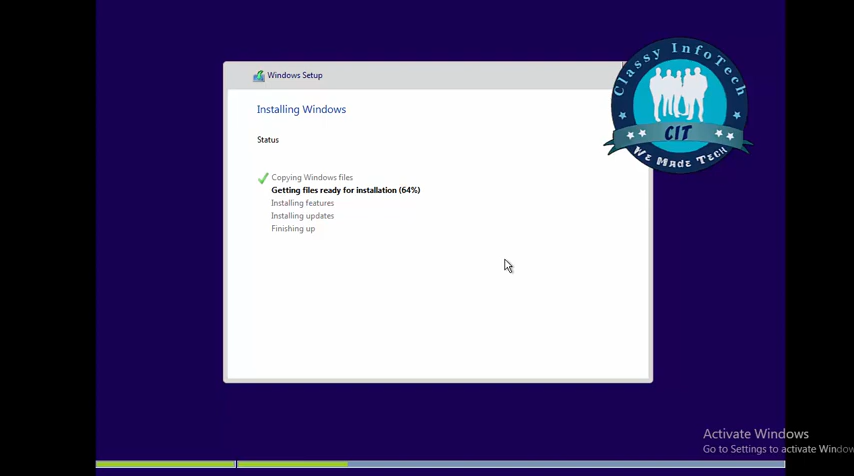 Windows Setup
Installing Windows
Status
Copying Windows files
Getting files ready for installation (64%)
Installing features
Installing updates
Finishing up
Classy InfoTech
CIT
We Made Tech
Activate Windows
Go to Settings to activate Window